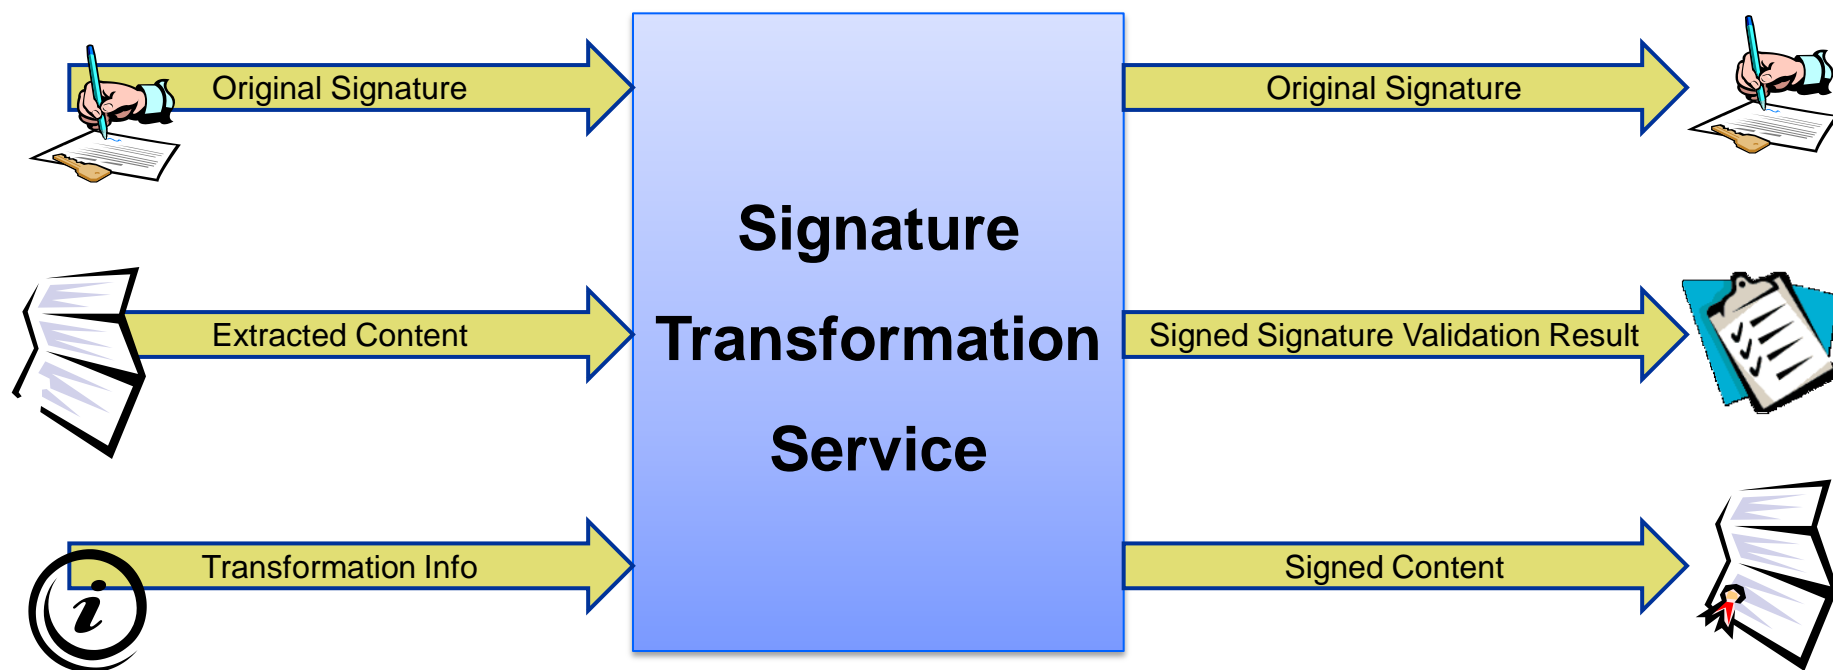 Original Signature
Extracted Content
Transformation Info
Signature
Transformation
Service
Original Signature
Signed Signature Validation Result
Signed Content